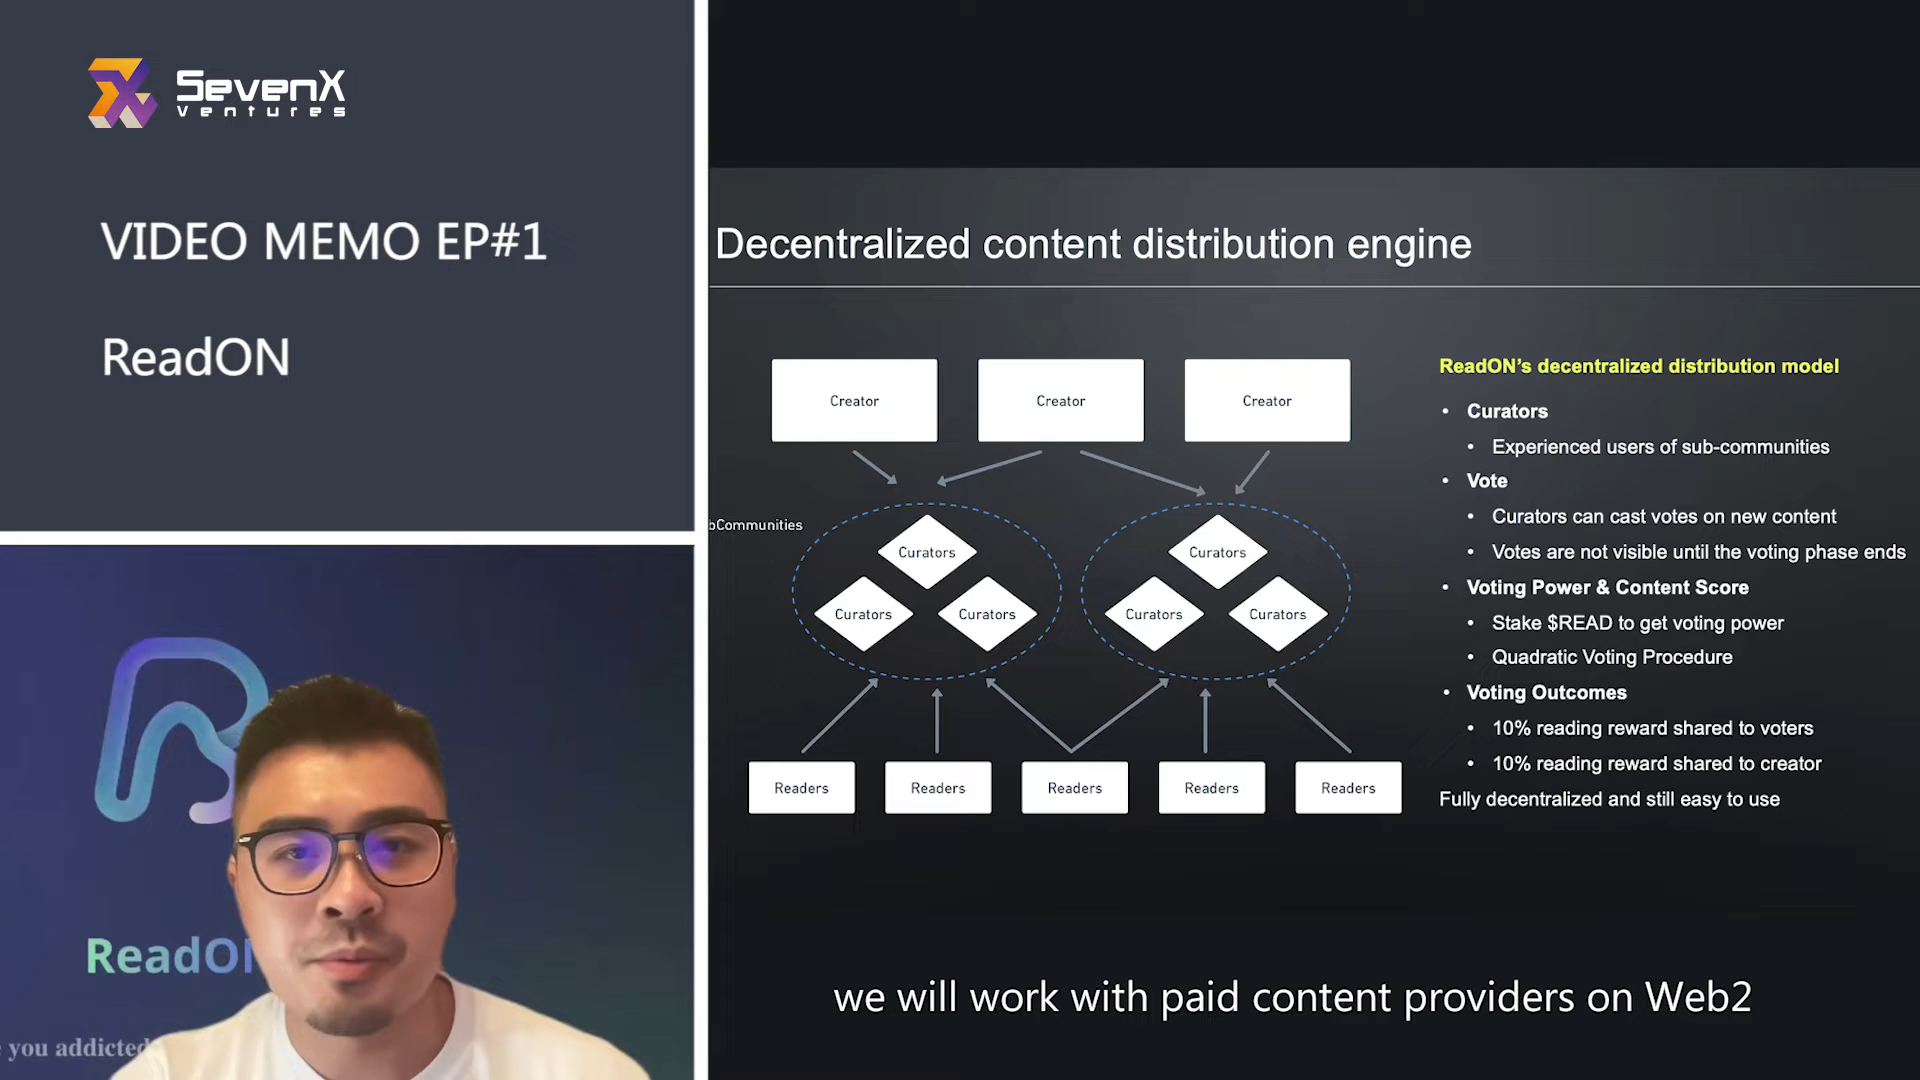 SevenX
Ventures
VIDEO MEMO EP#1
ReadON
ReadON
you addicted
Decentralized content distribution engine
Creator
Creator
Creator
bCommunities
Curators
Curators
Curators
Curators
Curators
Curators
Readers
Readers
Readers
Readers
Readers
ReadON's decentralized distribution model
• Curators
• Experienced users of sub-communities
• Vote
• Curators can cast votes on new content
• Votes are not visible until the voting phase ends
• Voting Power & Content Score
• Stake $READ to get voting power
• Quadratic Voting Procedure
• Voting Outcomes
• 10% reading reward shared to voters
• 10% reading reward shared to creator
Fully decentralized and still easy to use
we will work with paid content providers on Web2